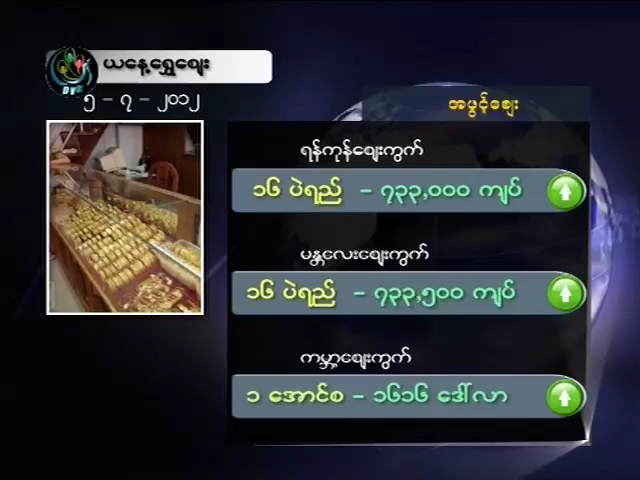 ယနေ့ရွှေဈေး
DVB
၅ - ၇ - ၂၀၁၂
အဖွင့်ဈေး
ရန်ကုန်ဈေးကွက်
၁၆ ပဲရည် - ၇၃၃,၀၀၀ ကျပ်
မန္တလေးဈေးကွက်
၁၆ ပဲရည် - ၇၃၃,၅၀၀ ကျပ်
ကမ္ဘာ့ဈေးကွက်
၁ အောင်စ - ၁၆၁၆ ဒေါ်လာ